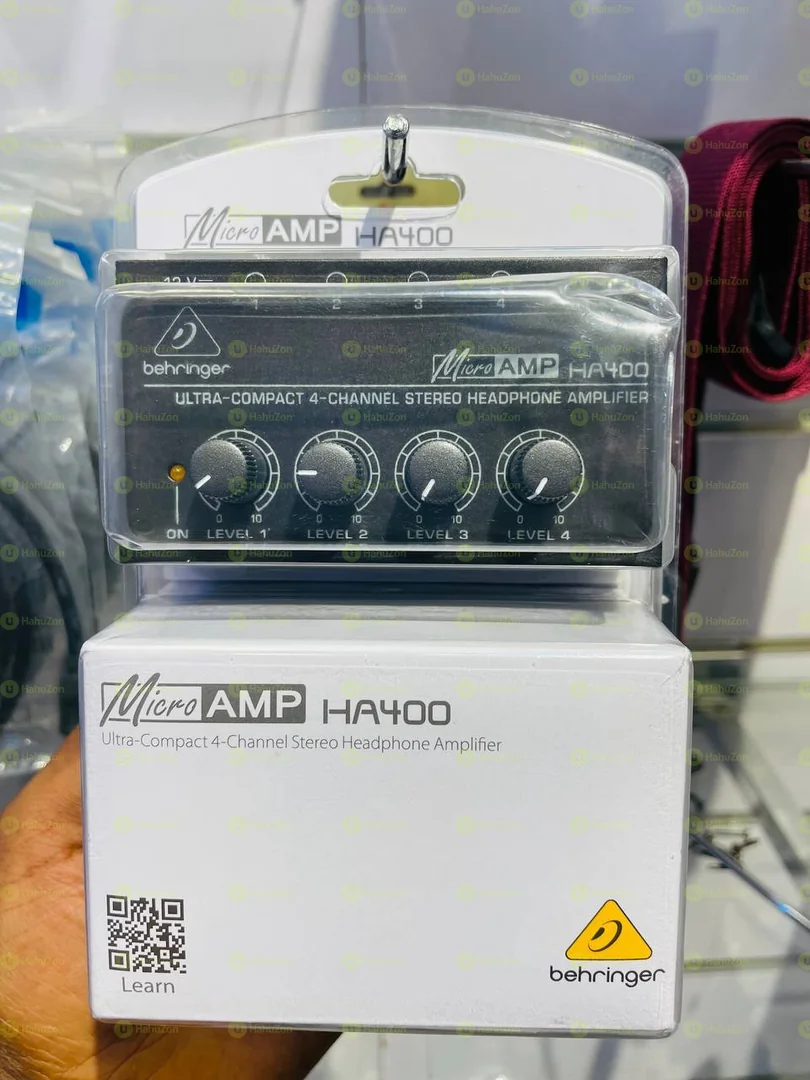 Micro AMP HA400
12 V
1 2 3 4
behringer
Micro AMP HA400
ULTRA-COMPACT 4-CHANNEL STEREO HEADPHONE AMPLIFIER
0 10 0 10 0 10 0 10
ON LEVEL 1 LEVEL 2 LEVEL 3 LEVEL 4
Micro AMP HA400
Ultra-Compact 4-Channel Stereo Headphone Amplifier
Learn
behringer
HahuZon